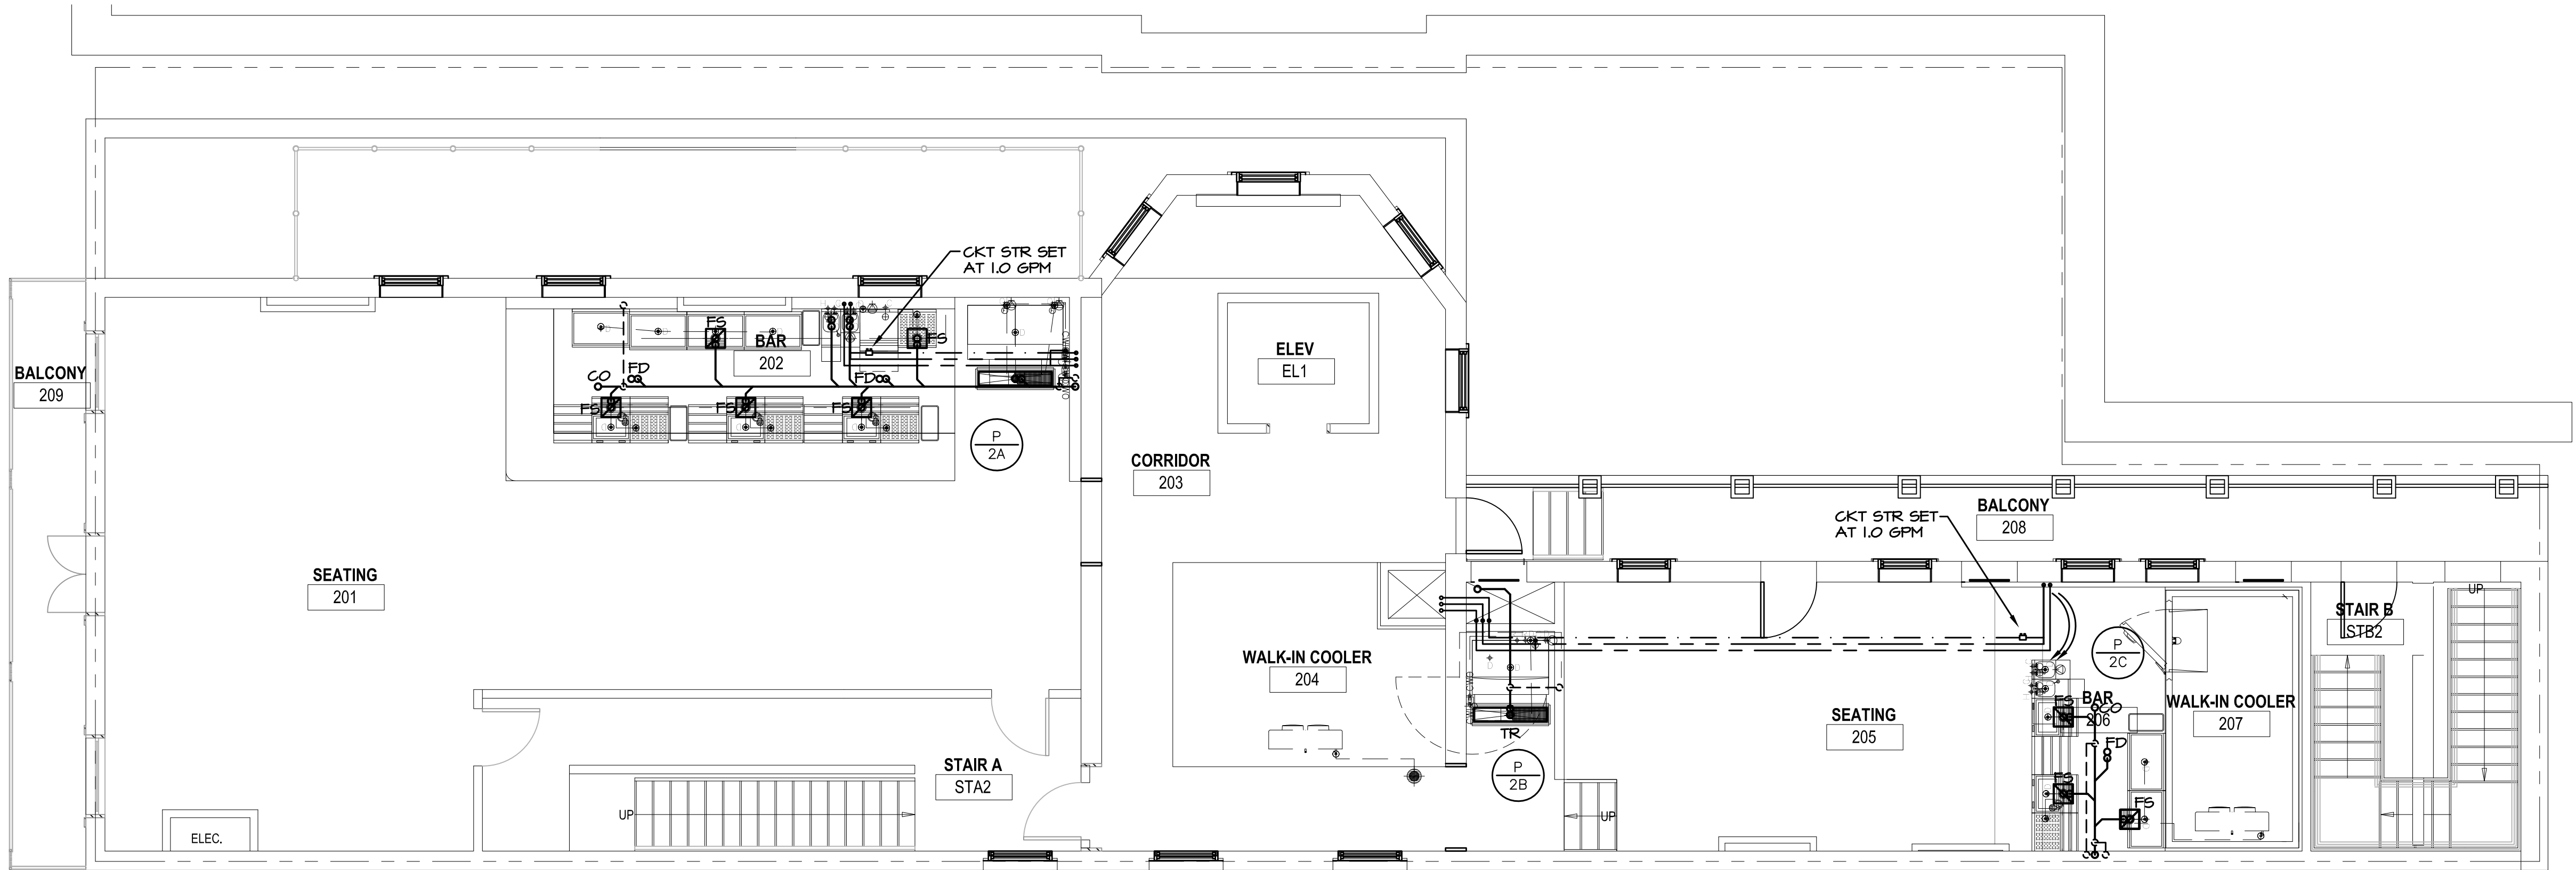 CKT STR SET
AT 1.0 GPM
BALCONY
209
BAR
202
FS
FS
CO
FD
FD
FS
FS
FS
P
2A
ELEV
EL1
CORRIDOR
203
BALCONY
208
CKT STR SET
AT 1.0 GPM
SEATING
201
STAIR B
STB2
UP
P
2C
WALK-IN COOLER
204
BAR
206
FS
CO
WALK-IN COOLER
207
SEATING
205
TR
FD
FS
FS
P
2B
STAIR A
STA2
UP
UP
ELEC.